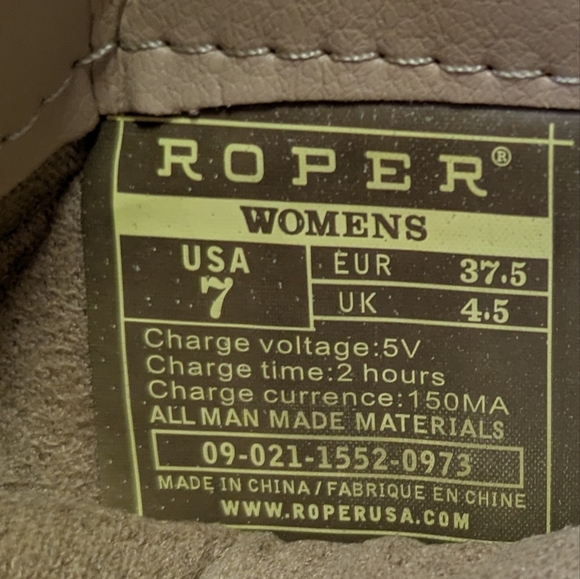 ROPER®
WOMENS
USA
7
EUR 37.5
UK 4.5
Charge voltage:5V
Charge time:2 hours
Charge currence:150MA
ALL MAN MADE MATERIALS
09-021-1552-0973
MADE IN CHINA/FABRIQUE EN CHINE
WWW.ROPERUSA.COM